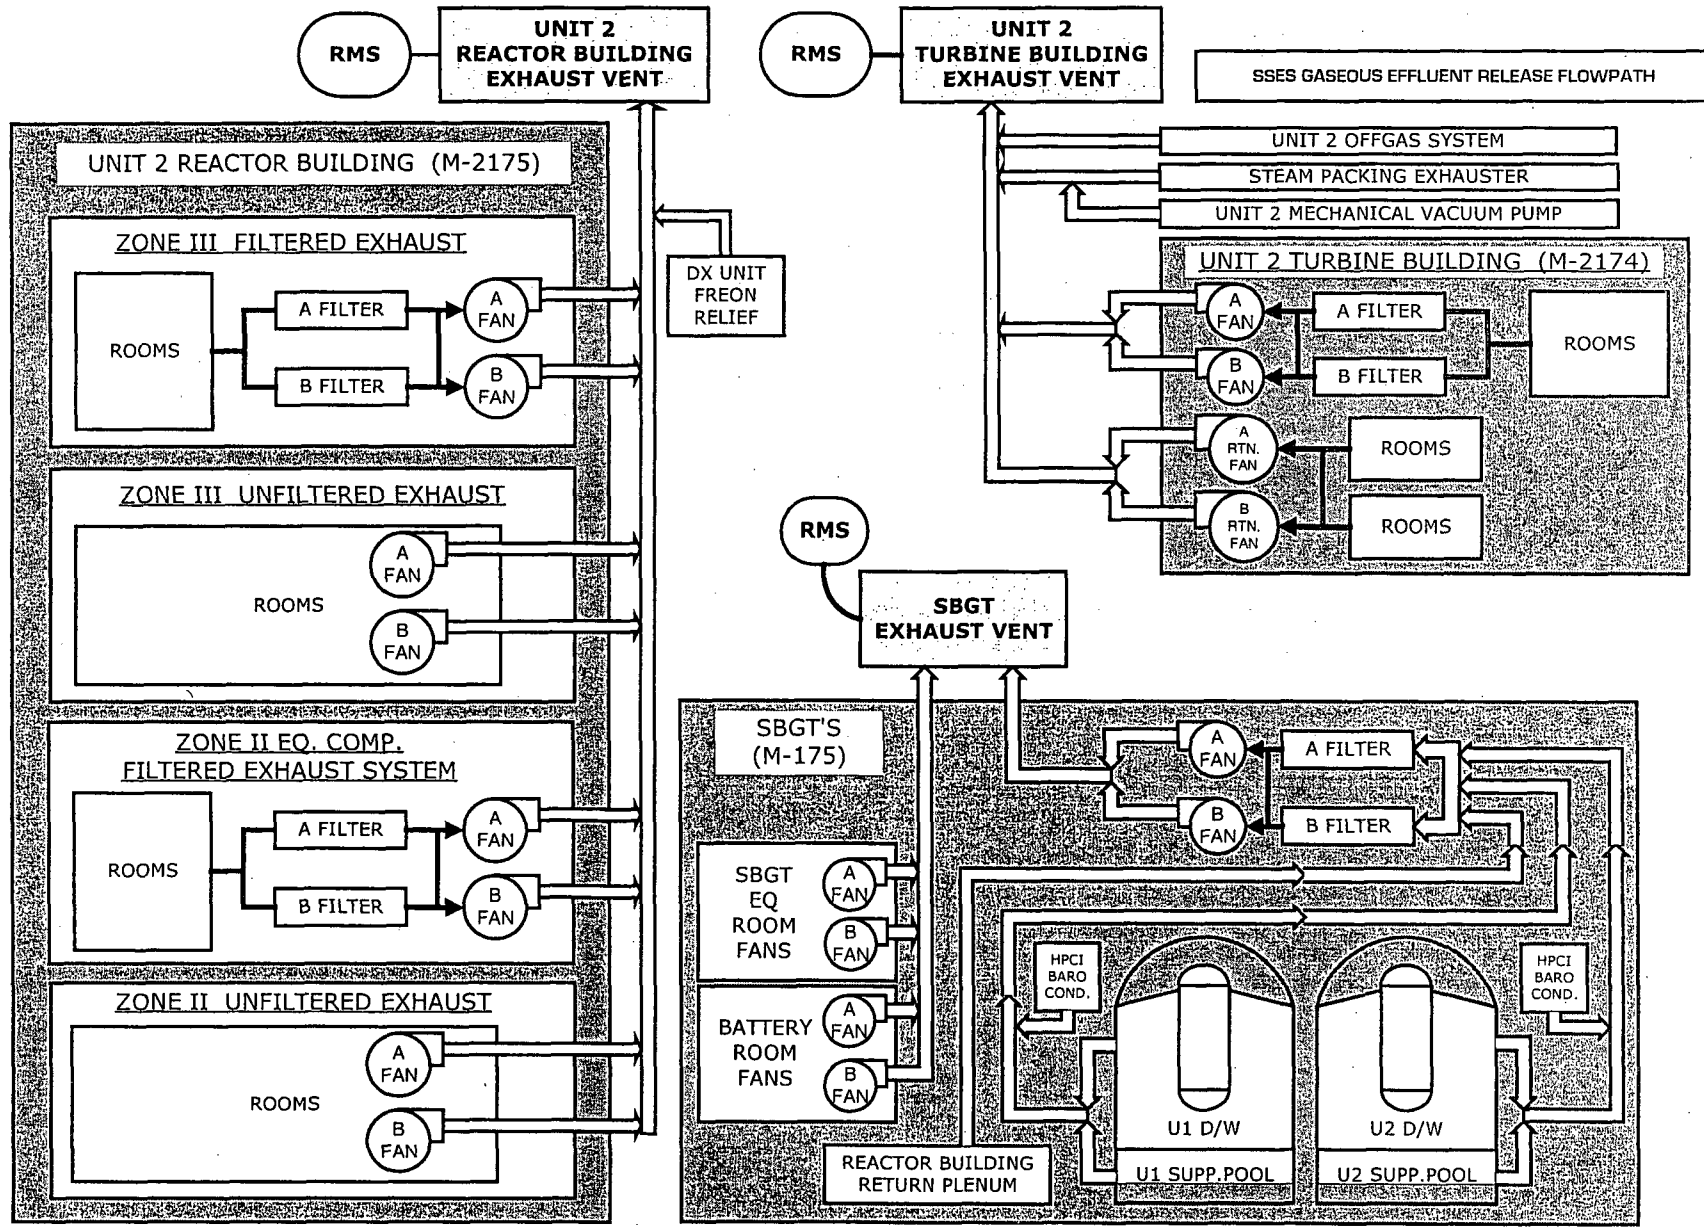 RMS
UNIT 2
REACTOR BUILDING
EXHAUST VENT
RMS
UNIT 2
TURBINE BUILDING
EXHAUST VENT
SSES GASEOUS EFFLUENT RELEASE FLOWPATH
UNIT 2 REACTOR BUILDING (M-2175)
ZONE III FILTERED EXHAUST
ROOMS
A FILTER
B FILTER
A
FAN
B
FAN
DX UNIT
FREON
RELIEF
ZONE III UNFILTERED EXHAUST
ROOMS
A
FAN
B
FAN
ZONE II EQ. COMP.
FILTERED EXHAUST SYSTEM
ROOMS
A FILTER
B FILTER
A
FAN
B
FAN
ZONE II UNFILTERED EXHAUST
ROOMS
A
FAN
B
FAN
UNIT 2 OFFGAS SYSTEM
STEAM PACKING EXHAUSTER
UNIT 2 MECHANICAL VACUUM PUMP
UNIT 2 TURBINE BUILDING (M-2174)
A
FAN
B
FAN
A FILTER
B FILTER
ROOMS
A
RTN.
FAN
B
RTN.
FAN
ROOMS
ROOMS
RMS
SBGT
EXHAUST VENT
SBGT'S
(M-175)
A
FAN
B
FAN
A FILTER
B FILTER
SBGT
EQ
ROOM
FANS
A
FAN
B
FAN
BATTERY
ROOM
FANS
A
FAN
B
FAN
HPCI
BARO
COND.
HPCI
BARO
COND.
U1 D/W
U2 D/W
U1 SUPP.POOL
U2 SUPP.POOL
REACTOR BUILDING
RETURN PLENUM